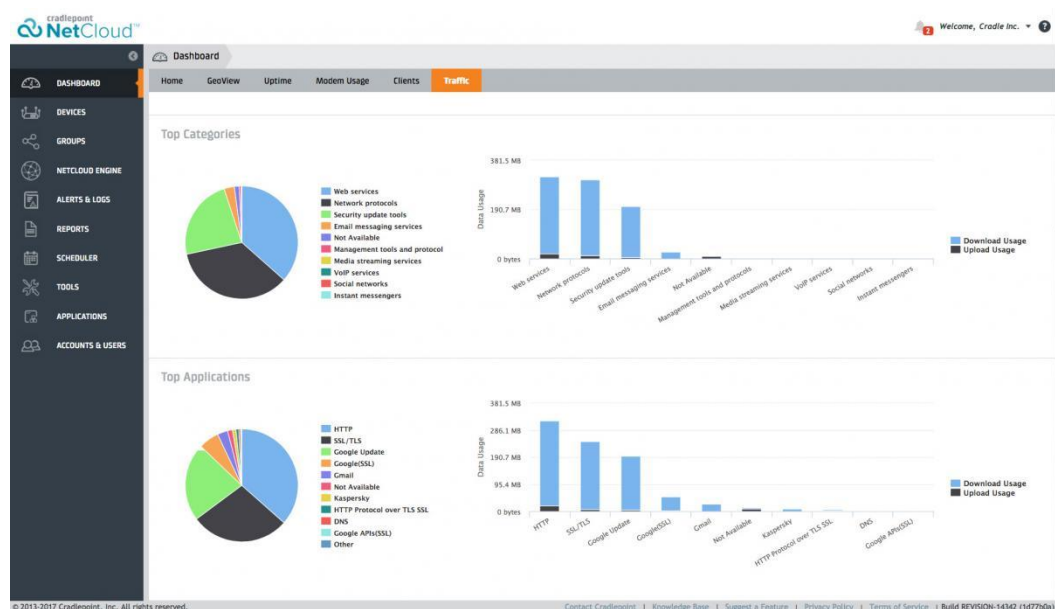 cradlepoint
NetCloud™
2
Welcome, Cradle Inc.
Dashboard
Home GeoView Uptime Modem Usage Clients Traffic
DASHBOARD
DEVICES
GROUPS
NETCLOUD ENGINE
ALERTS & LOGS
REPORTS
SCHEDULER
TOOLS
APPLICATIONS
ACCOUNTS & USERS
Top Categories
Web services
Network protocols
Security update tools
Email messaging services
Not Available
Management tools and protocol
Media streaming services
VoIP services
Social networks
Instant messengers
Data Usage
381.5 MB
190.7 MB
0 bytes
Web services
Network protocols
Security update tools
Email messaging services
Not Available
Management tools and protocols
Media streaming services
VoIP services
Social networks
Instant messengers
Download Usage
Upload Usage
Top Applications
HTTP
SSL/TLS
Google Update
Google(SSL)
Gmail
Not Available
Kaspersky
HTTP Protocol over TLS SSL
DNS
Google APIs(SSL)
Other
Data Usage
381.5 MB
286.1 MB
190.7 MB
95.4 MB
0 bytes
HTTP
SSL/TLS
Google Update
Google(SSL)
Gmail
Not Available
Kaspersky
HTTP Protocol over TLS SSL
DNS
Google APIs(SSL)
Download Usage
Upload Usage
© 2013-2017 Cradlepoint, Inc. All rights reserved.
Contact Cradlepoint | Knowledge Base | Suggest a Feature | Privacy Policy | Terms of Service | Build REVISION-14342 (1d77b0a)